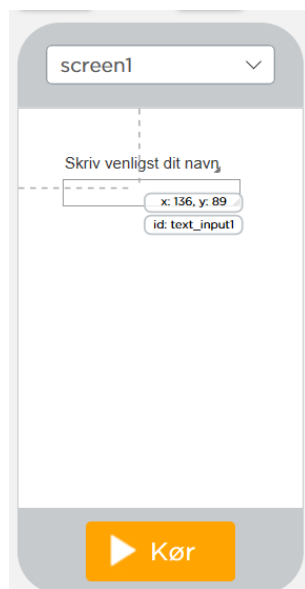 screen1
Skriv venligst dit navn
x: 136, y: 89
id: text_input1
Kør